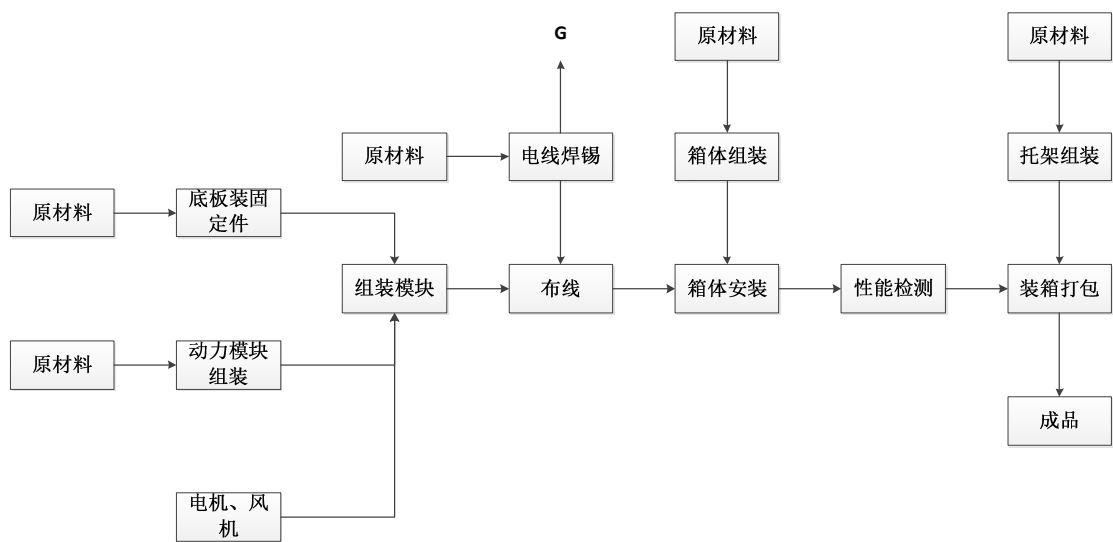 G
原材料
原材料
原材料
电线焊锡
箱体组装
托架组装
原材料
底板装固
定件
组装模块
布线
箱体安装
性能检测
装箱打包
原材料
动力模块
组装
成品
电机、风
机